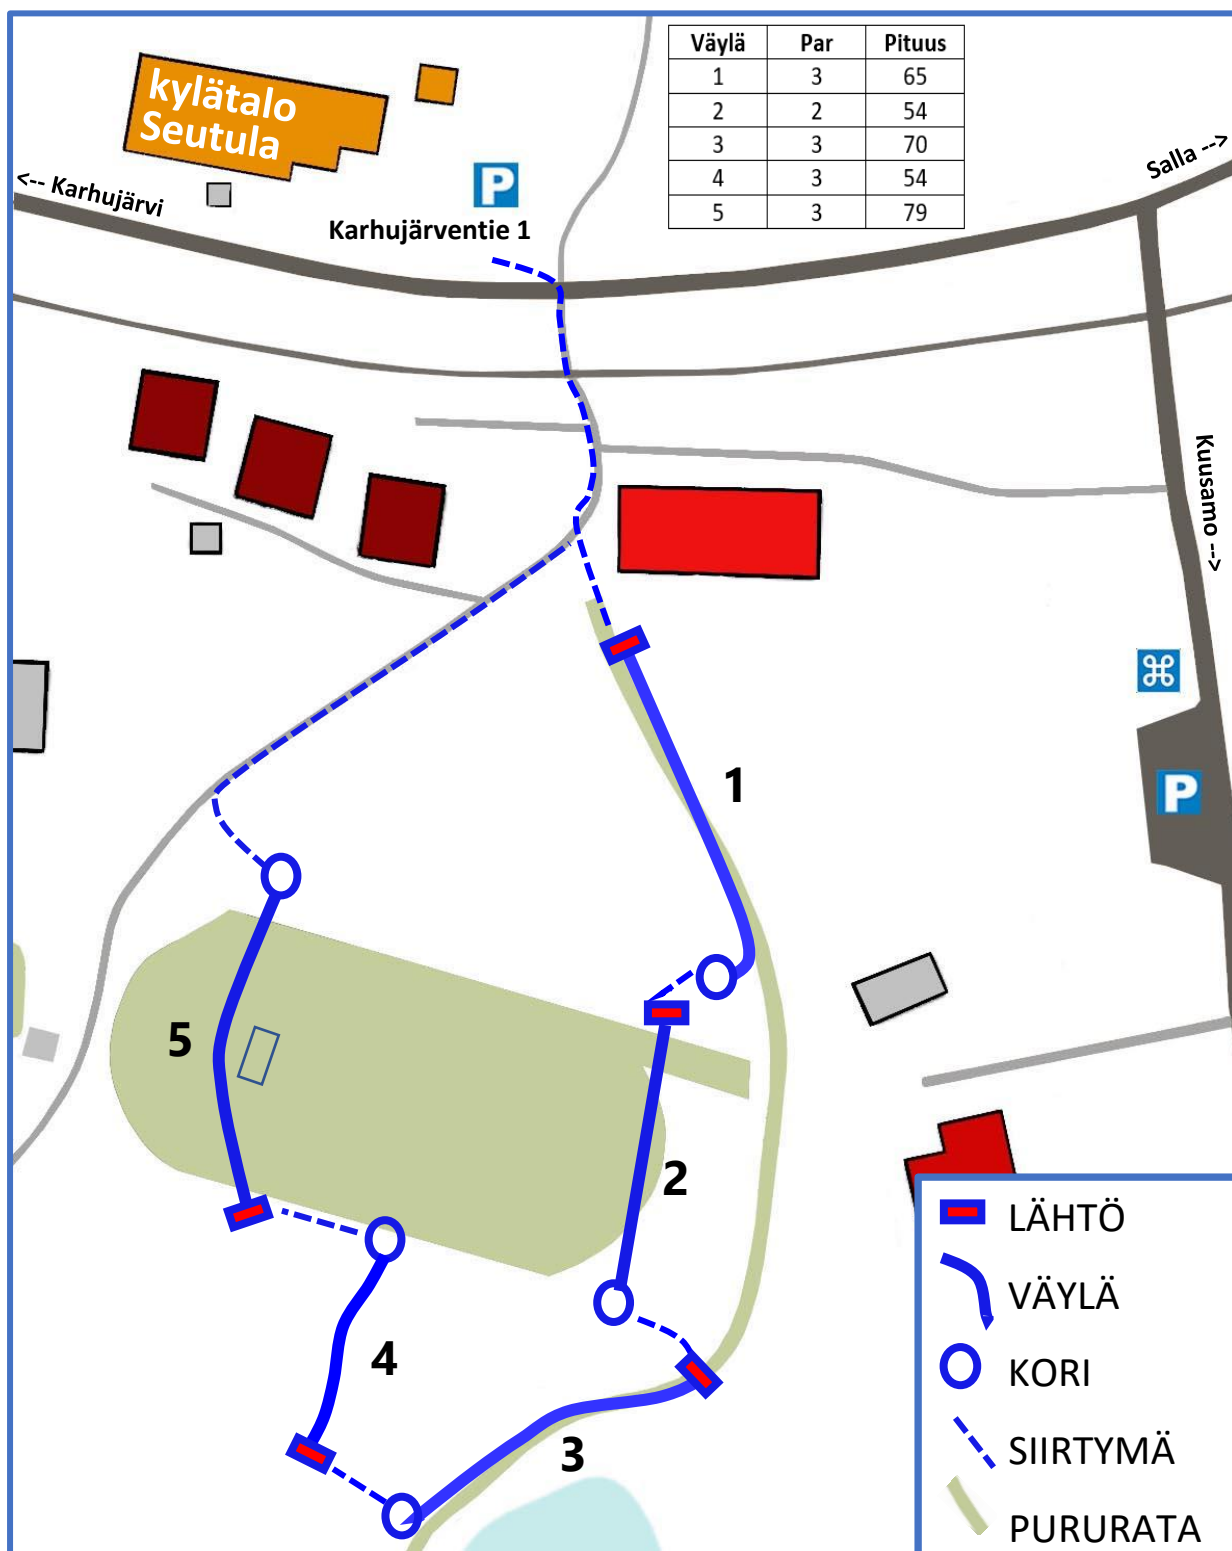 Väylä Par Pituus
1 3 65
2 2 54
3 3 70
4 3 54
5 3 79
kylätalo
Seutula
P
<-- Karhujärvi
Salla -->
Karhujärventie 1
Kuusamo -->
⌘
P
1
5
2
4
3
LÄHTÖ
VÄYLÄ
KORI
SIIRTYMÄ
PURURATA